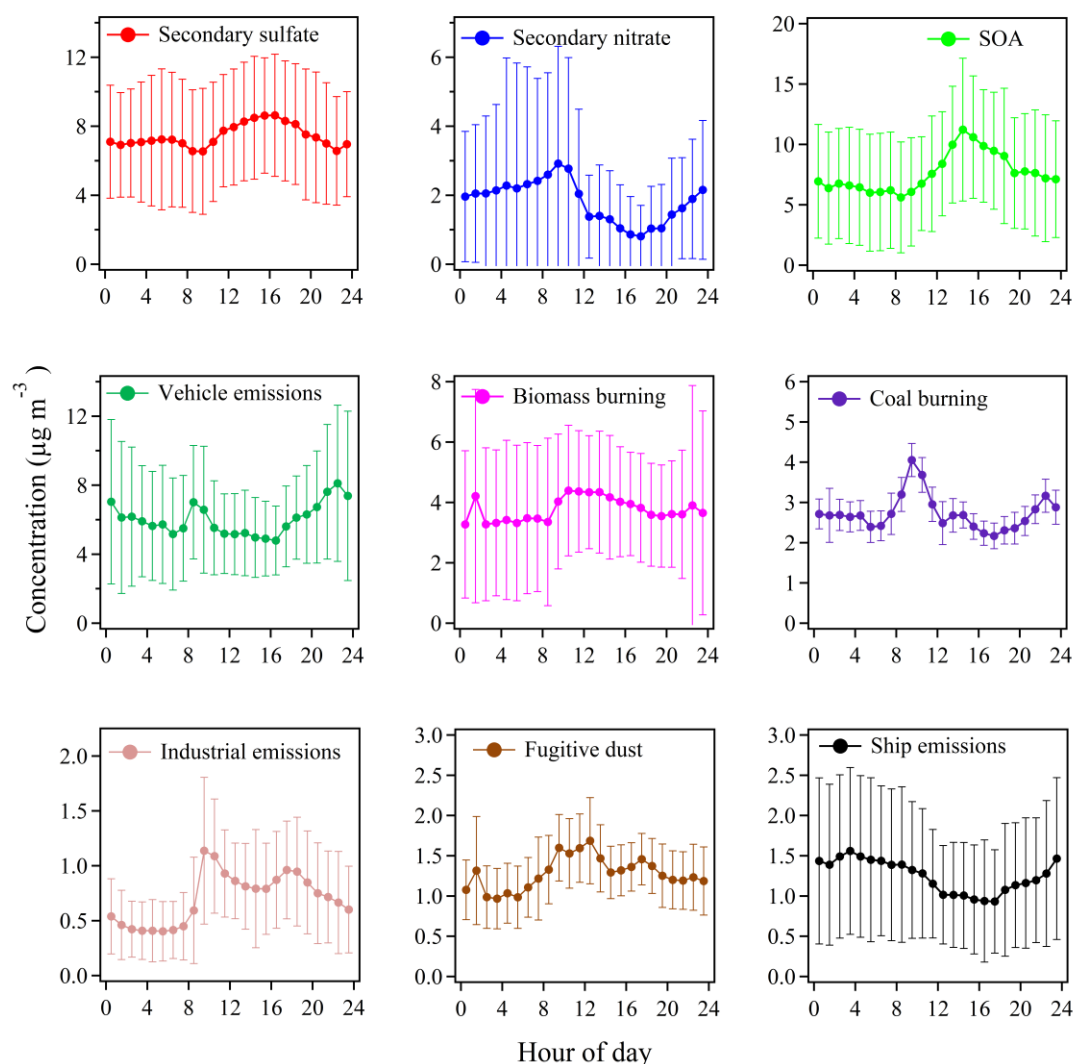 Secondary sulfate
12
8
4
0
0 4 8 12 16 20 24
Secondary nitrate
6
4
2
0
0 4 8 12 16 20 24
SOA
20
15
10
5
0
0 4 8 12 16 20 24
Concentration (µg m⁻³)
Vehicle emissions
12
8
4
0
0 4 8 12 16 20 24
Biomass burning
8
6
4
2
0
0 4 8 12 16 20 24
Coal burning
6
5
4
3
2
1
0
0 4 8 12 16 20 24
Industrial emissions
2.0
1.5
1.0
0.5
0.0
0 4 8 12 16 20 24
Fugitive dust
3.0
2.5
2.0
1.5
1.0
0.5
0.0
0 4 8 12 16 20 24
Ship emissions
3.0
2.5
2.0
1.5
1.0
0.5
0.0
0 4 8 12 16 20 24
Hour of day